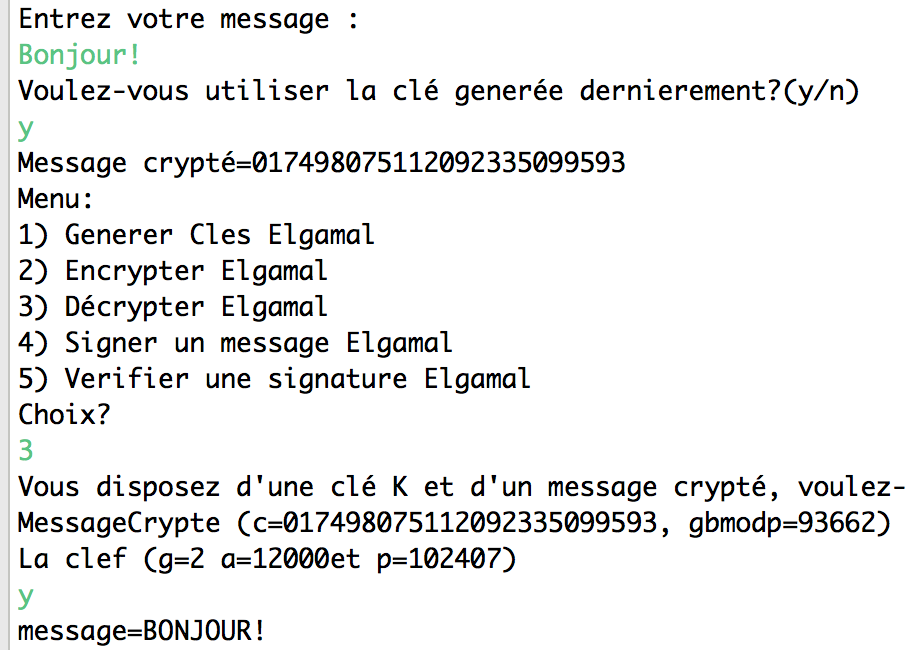 Entrez votre message :
Bonjour!
Voulez-vous utiliser la clé generée dernierement?(y/n)
y
Message crypté=017498075112092335099593
Menu:
1) Generer Cles Elgamal
2) Encrypter Elgamal
3) Décrypter Elgamal
4) Signer un message Elgamal
5) Verifier une signature Elgamal
Choix?
3
Vous disposez d'une clé K et d'un message crypté, voulez-
MessageCrypte (c=017498075112092335099593, gbmodp=93662)
La clef (g=2 a=12000et p=102407)
y
message=BONJOUR!